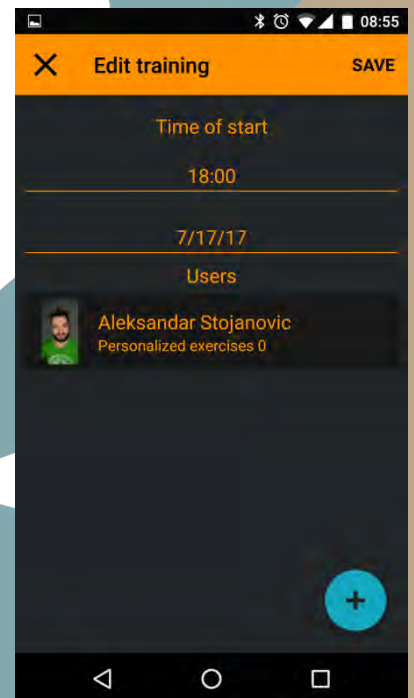 08:55
Edit training SAVE
Time of start
18:00
7/17/17
Users
Aleksandar Stojanovic
Personalized exercises 0
+